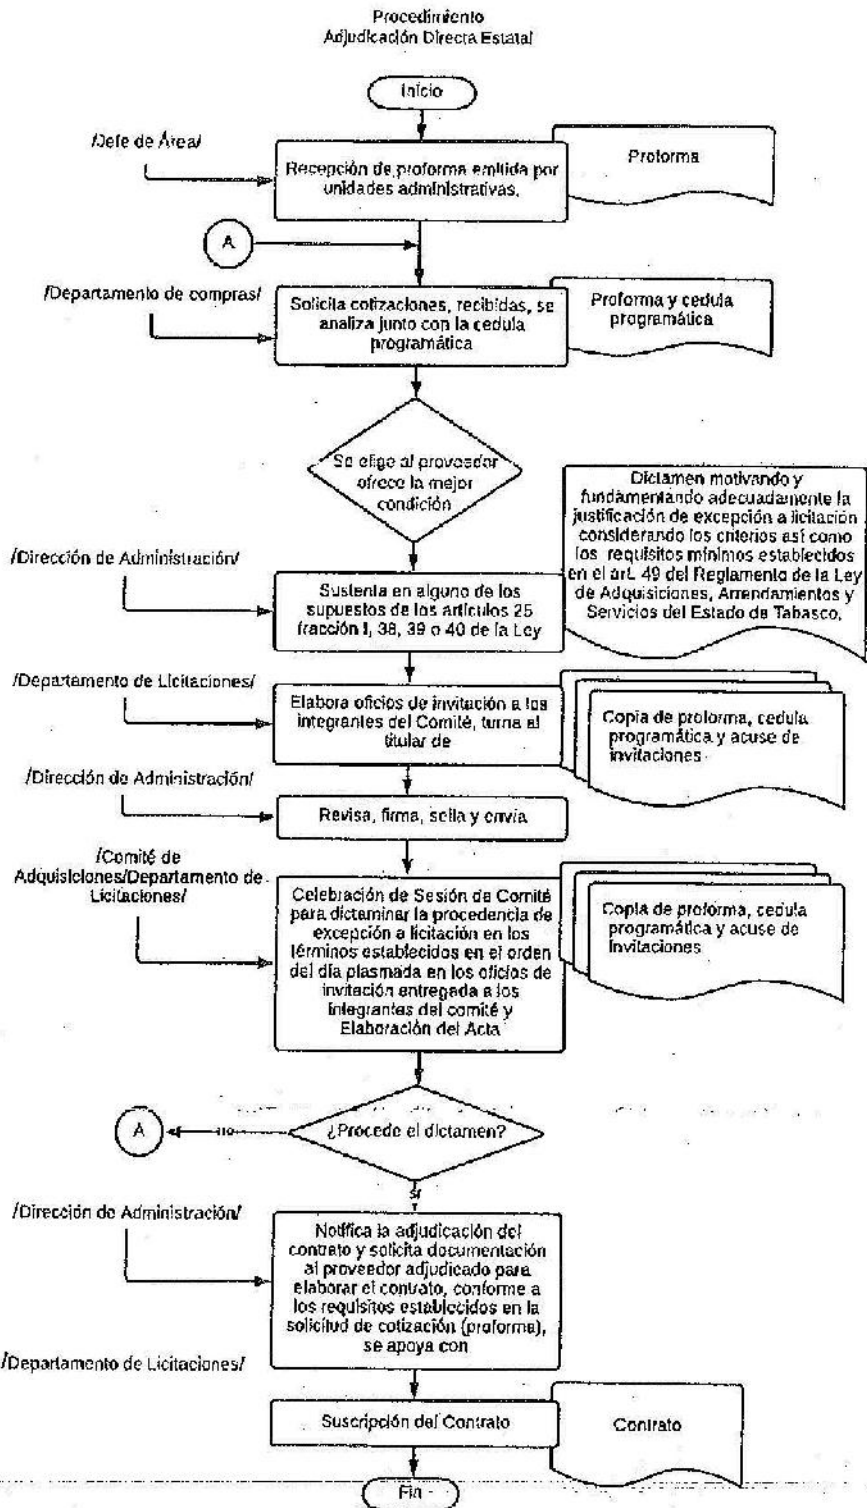 Procedimiento
Adjudicación Directa Estatal
Inicio
/Jefe de Área/
Recepción de proforma emitida por
unidades administrativas.
Proforma
A
/Departamento de compras/
Solicita cotizaciones, recibidas, se
analiza junto con la cedula
programática
Proforma y cedula
programática
Se elige al proveedor
ofrece la mejor
condición
Dictamen motivando y
fundamentando adecuadamente la
justificación de excepción a licitación
considerando los criterios así como
los requisitos mínimos establecidos
en el art. 49 del Reglamento de la Ley
de Adquisiciones, Arrendamientos y
Servicios del Estado de Tabasco.
/Dirección de Administración/
Sustenta en alguno de los
supuestos de los artículos 25
fracción I, 38, 39 o 40 de la Ley
/Departamento de Licitaciones/
Elabora oficios de invitación a los
integrantes del Comité, turna al
titular de
Copia de proforma, cedula
programática y acuse de
invitaciones
/Dirección de Administración/
Revisa, firma, sella y envía
/Comité de
Adquisiciones/Departamento de
Licitaciones/
Celebración de Sesión de Comité
para dictaminar la procedencia de
excepción a licitación en los
términos establecidos en el orden
del día plasmada en los oficios de
invitación entregada a los
integrantes del comité y
Elaboración del Acta
Copia de proforma, cedula
programática y acuse de
invitaciones
A
no
¿Procede el dictamen?
sí
/Dirección de Administración/
Notifica la adjudicación del
contrato y solicita documentación
al proveedor adjudicado para
elaborar el contrato, conforme a
los requisitos establecidos en la
solicitud de cotización (proforma),
se apoya con
/Departamento de Licitaciones/
Suscripción del Contrato
Contrato
Fin